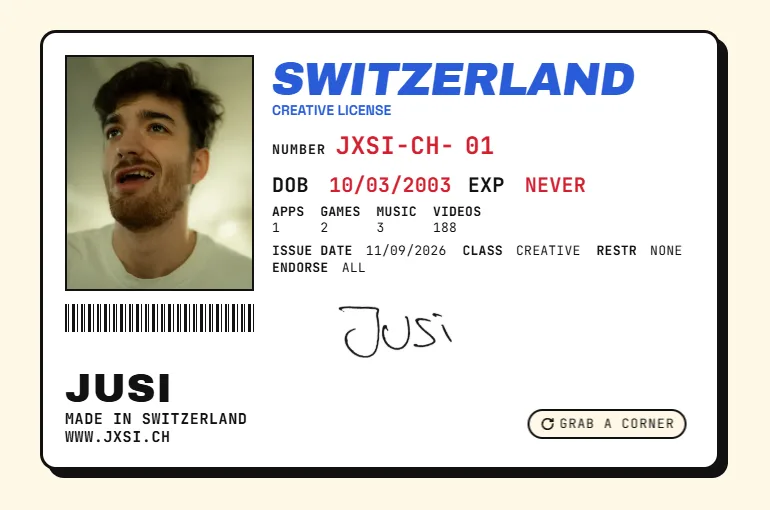 SWITZERLAND
CREATIVE LICENSE
NUMBER JXSI-CH- 01
DOB 10/03/2003 EXP NEVER
APPS GAMES MUSIC VIDEOS
1 2 3 188
ISSUE DATE 11/09/2026 CLASS CREATIVE RESTR NONE
ENDORSE ALL
JUSI
JUSI
MADE IN SWITZERLAND
WWW.JXSI.CH
GRAB A CORNER